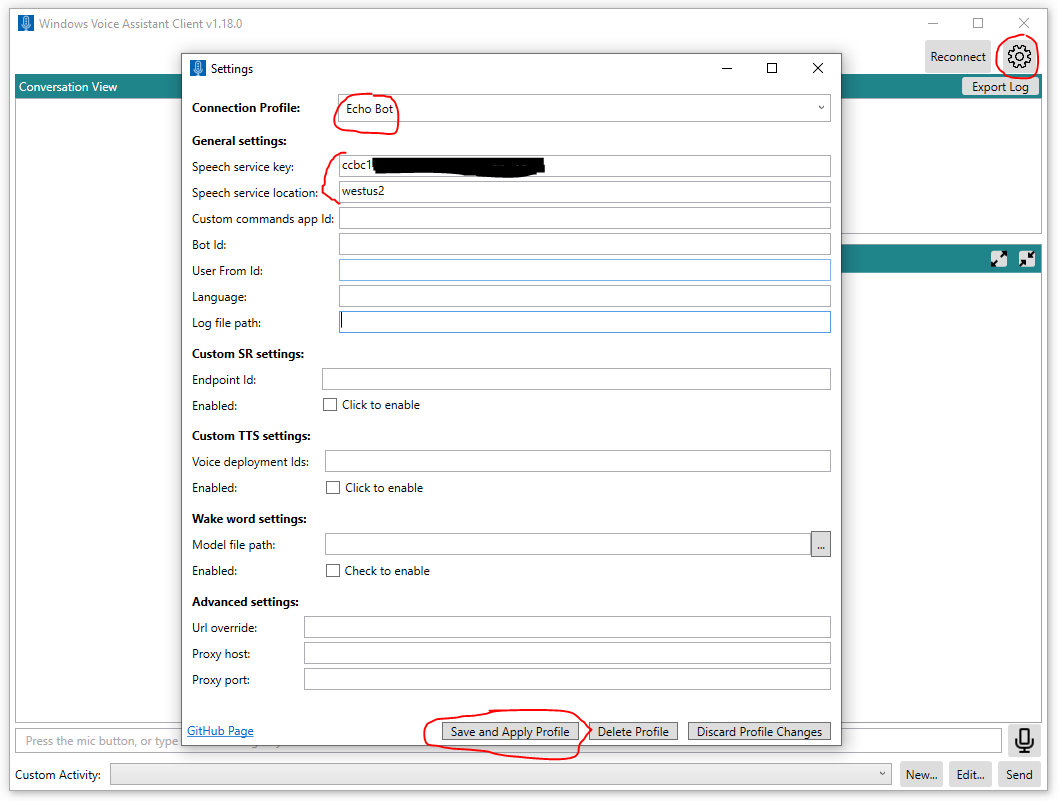 Windows Voice Assistant Client v1.18.0
Reconnect
Conversation View
Export Log
Settings
Connection Profile:
Echo Bot
General settings:
Speech service key:
ccbc1
Speech service location:
westus2
Custom commands app Id:
Bot Id:
User From Id:
Language:
Log file path:
Custom SR settings:
Endpoint Id:
Enabled:
Click to enable
Custom TTS settings:
Voice deployment Ids:
Enabled:
Click to enable
Wake word settings:
Model file path:
...
Enabled:
Check to enable
Advanced settings:
Url override:
Proxy host:
Proxy port:
GitHub Page
Save and Apply Profile
Delete Profile
Discard Profile Changes
Press the mic button, or type
Custom Activity:
New...
Edit...
Send